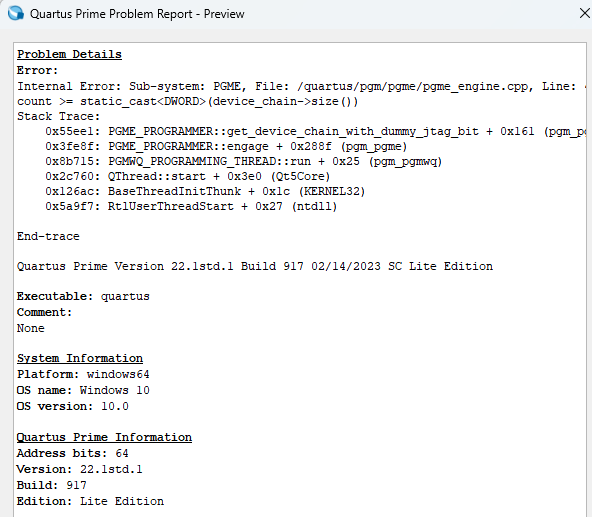 Quartus Prime Problem Report - Preview
Problem Details
Error:
Internal Error: Sub-system: PGME, File: /quartus/pgm/pgme/pgme_engine.cpp, Line:
count >= static_cast<DWORD>(device_chain->size())
Stack Trace:
0x55ee1: PGME_PROGRAMMER::get_device_chain_with_dummy_jtag_bit + 0x161 (pgm_p
0x3fe8f: PGME_PROGRAMMER::engage + 0x288f (pgm_pgme)
0x8b715: PGMWQ_PROGRAMMING_THREAD::run + 0x25 (pgm_pgmwq)
0x2c760: QThread::start + 0x3e0 (Qt5Core)
0x126ac: BaseThreadInitThunk + 0x1c (KERNEL32)
0x5a9f7: RtlUserThreadStart + 0x27 (ntdll)
End-trace
Quartus Prime Version 22.1std.1 Build 917 02/14/2023 SC Lite Edition
Executable: quartus
Comment:
None
System Information
Platform: windows64
OS name: Windows 10
OS version: 10.0
Quartus Prime Information
Address bits: 64
Version: 22.1std.1
Build: 917
Edition: Lite Edition